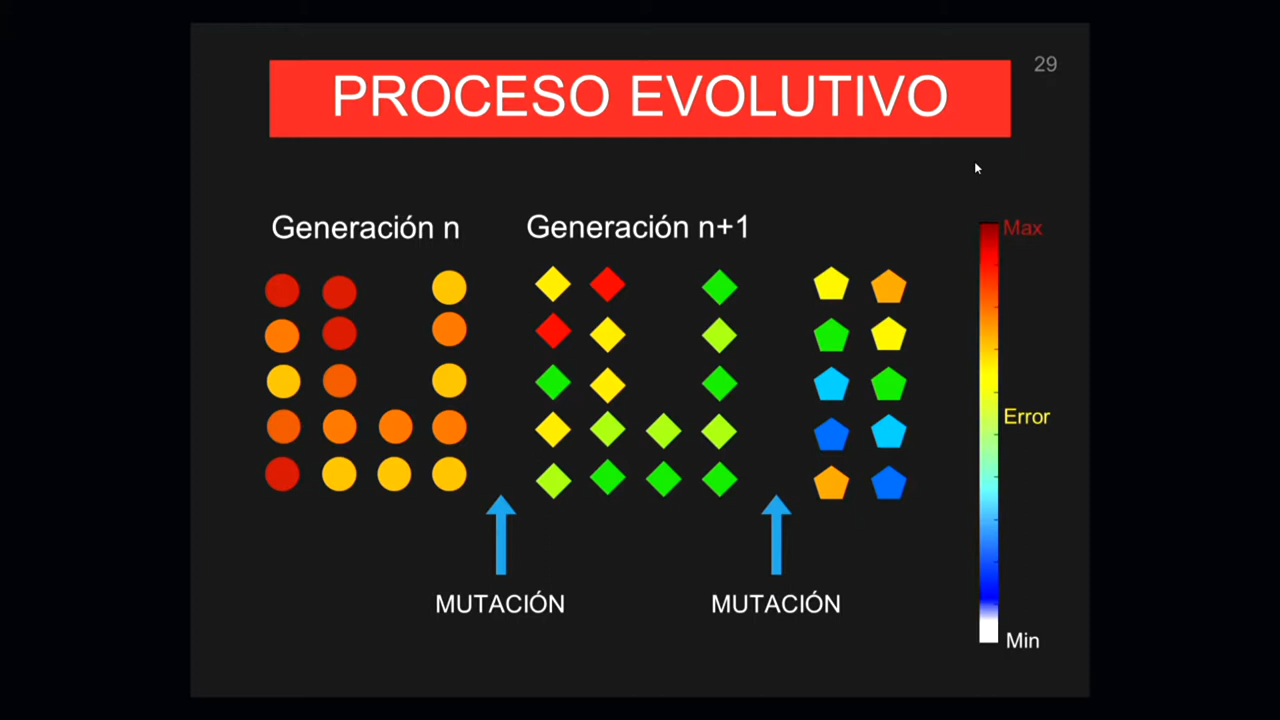 29
PROCESO EVOLUTIVO
Generación n
Generación n+1
Max
Error
Min
MUTACIÓN
MUTACIÓN